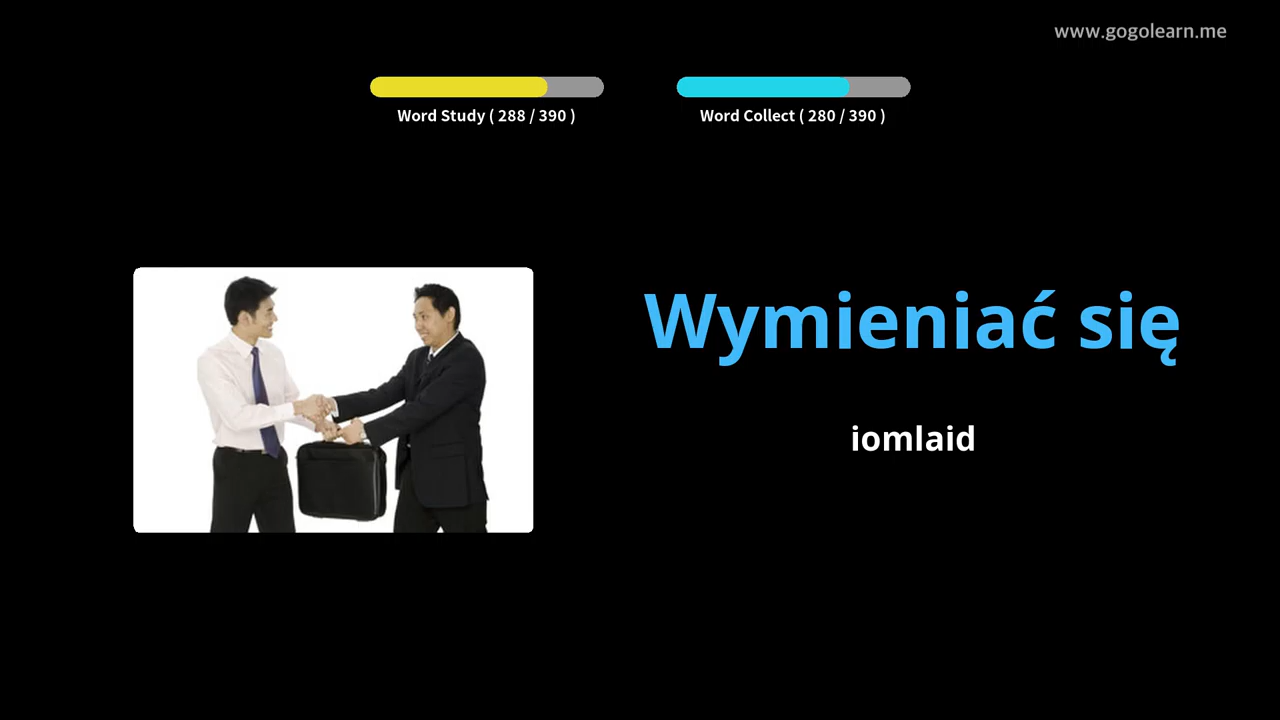 www.gogolearn.me
Word Study ( 288 / 390 )
Word Collect ( 280 / 390 )
Wymieniać się
iomlaid